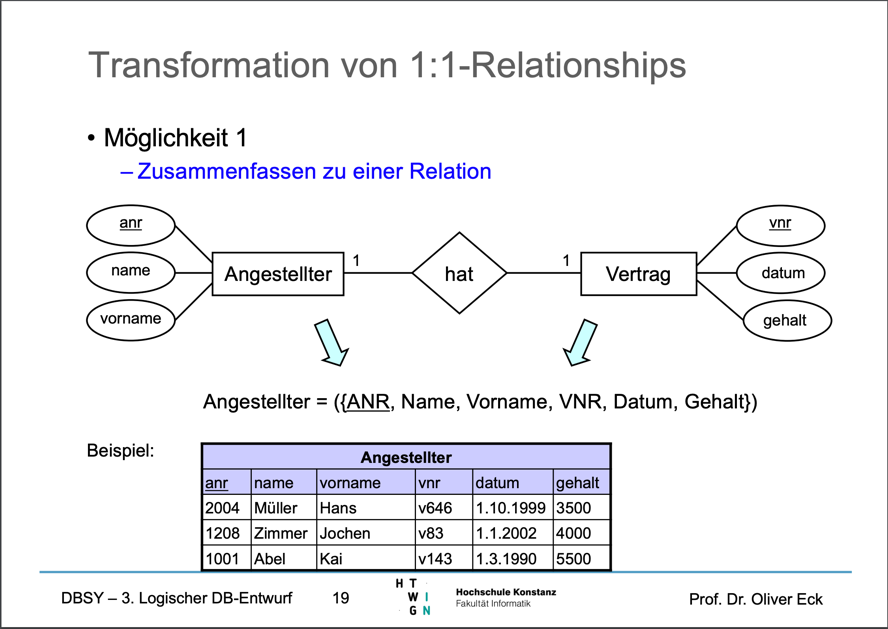 Transformation von 1:1-Relationships
• Möglichkeit 1
– Zusammenfassen zu einer Relation
anr
name
vorname
Angestellter
1
hat
1
Vertrag
vnr
datum
gehalt
Angestellter = ({ANR, Name, Vorname, VNR, Datum, Gehalt})
Beispiel:
Angestellter
anr name vorname vnr datum gehalt
2004 Müller Hans v646 1.10.1999 3500
1208 Zimmer Jochen v83 1.1.2002 4000
1001 Abel Kai v143 1.3.1990 5500
DBSY – 3. Logischer DB-Entwurf
19
H T
W I
G N
Hochschule Konstanz
Fakultät Informatik
Prof. Dr. Oliver Eck